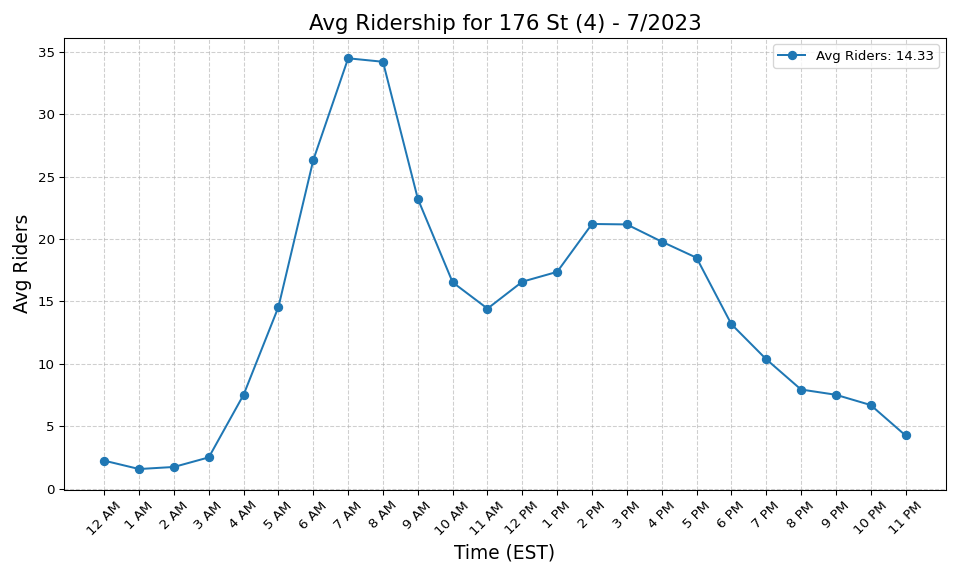 Avg Ridership for 176 St (4) - 7/2023
Avg Riders: 14.33
Avg Riders
35
30
25
20
15
10
5
0
12 AM
1 AM
2 AM
3 AM
4 AM
5 AM
6 AM
7 AM
8 AM
9 AM
10 AM
11 AM
12 PM
1 PM
2 PM
3 PM
4 PM
5 PM
6 PM
7 PM
8 PM
9 PM
10 PM
11 PM
Time (EST)